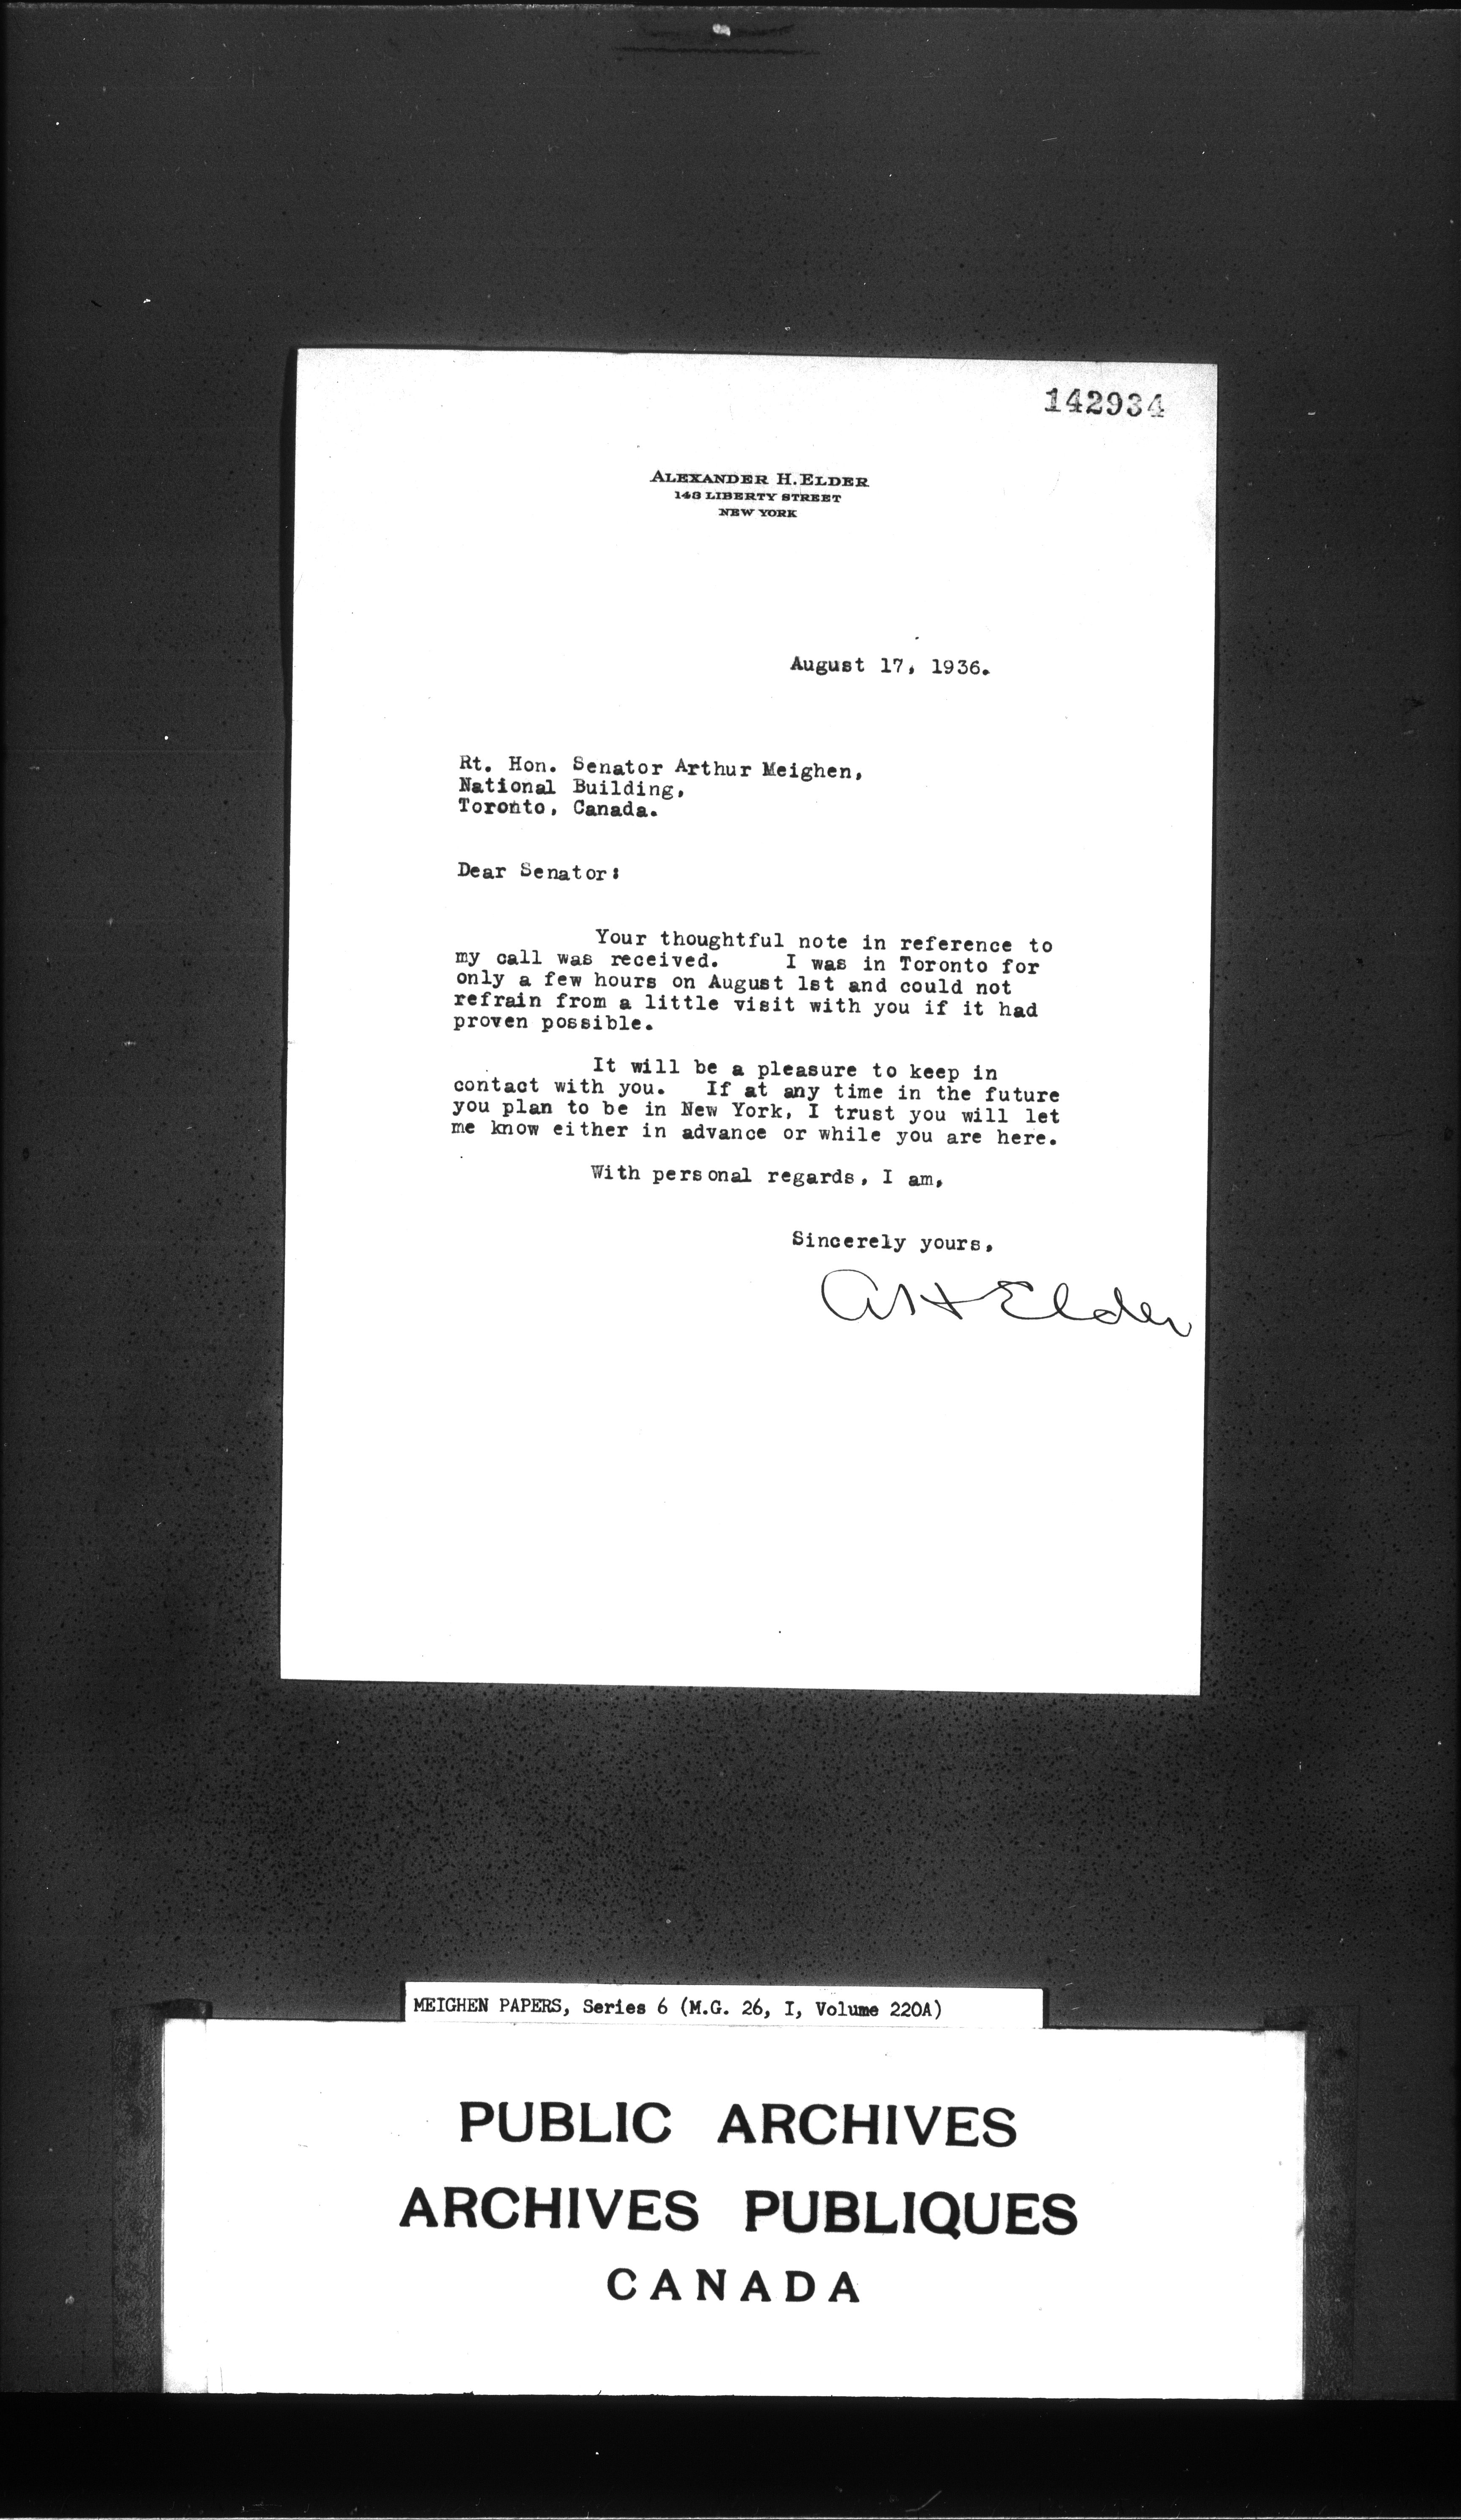 142934
ALEXANDER H. ELDER
143 LIBERTY STREET
NEW YORK
August 17, 1936.
Rt. Hon. Senator Arthur Meighen,
National Building,
Toronto, Canada.
Dear Senator:
Your thoughtful note in reference to
my call was received. I was in Toronto for
only a few hours on August 1st and could not
refrain from a little visit with you if it had
proven possible.
It will be a pleasure to keep in
contact with you. If at any time in the future
you plan to be in New York, I trust you will let
me know either in advance or while you are here.
With personal regards, I am,
Sincerely yours,
AH Elder
MEIGHEN PAPERS, Series 6 (M.G. 26, I, Volume 220A)
PUBLIC ARCHIVES
ARCHIVES PUBLIQUES
CANADA